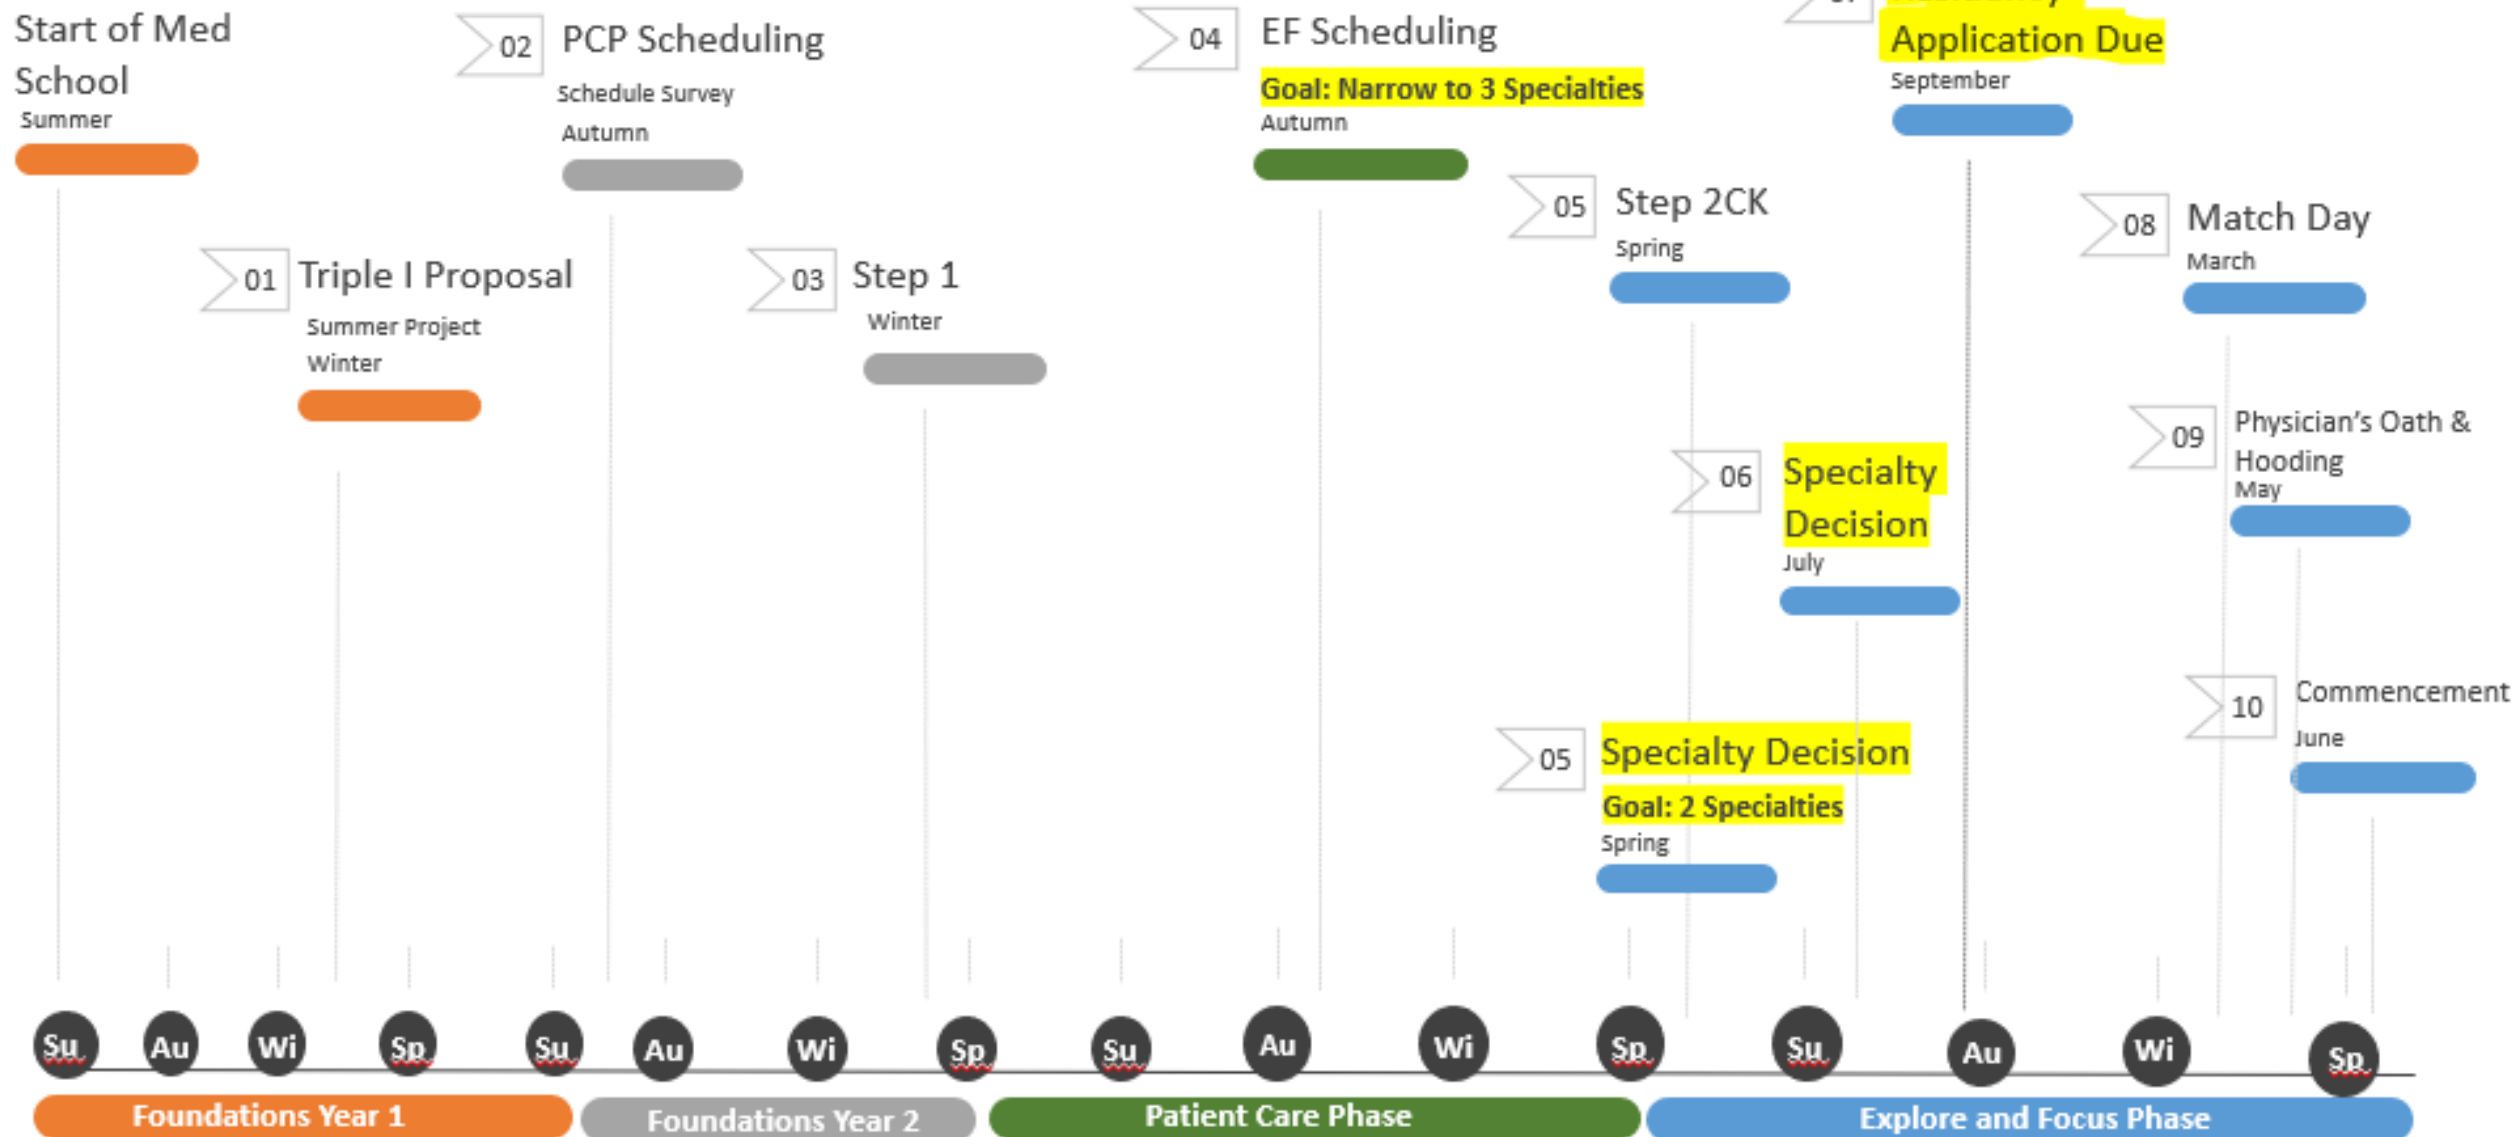 Start of Med
School
Summer
01
Triple I Proposal
Summer Project
Winter
02
PCP Scheduling
Schedule Survey
Autumn
03
Step 1
Winter
04
EF Scheduling
Goal: Narrow to 3 Specialties
Autumn
05
Step 2CK
Spring
05
Specialty Decision
Goal: 2 Specialties
Spring
06
Specialty
Decision
July
Application Due
September
08
Match Day
March
09
Physician’s Oath &
Hooding
May
10
Commencement
June
Su Au Wi Sp Su Au Wi Sp Su Au Wi Sp Su Au Wi Sp
Foundations Year 1
Foundations Year 2
Patient Care Phase
Explore and Focus Phase